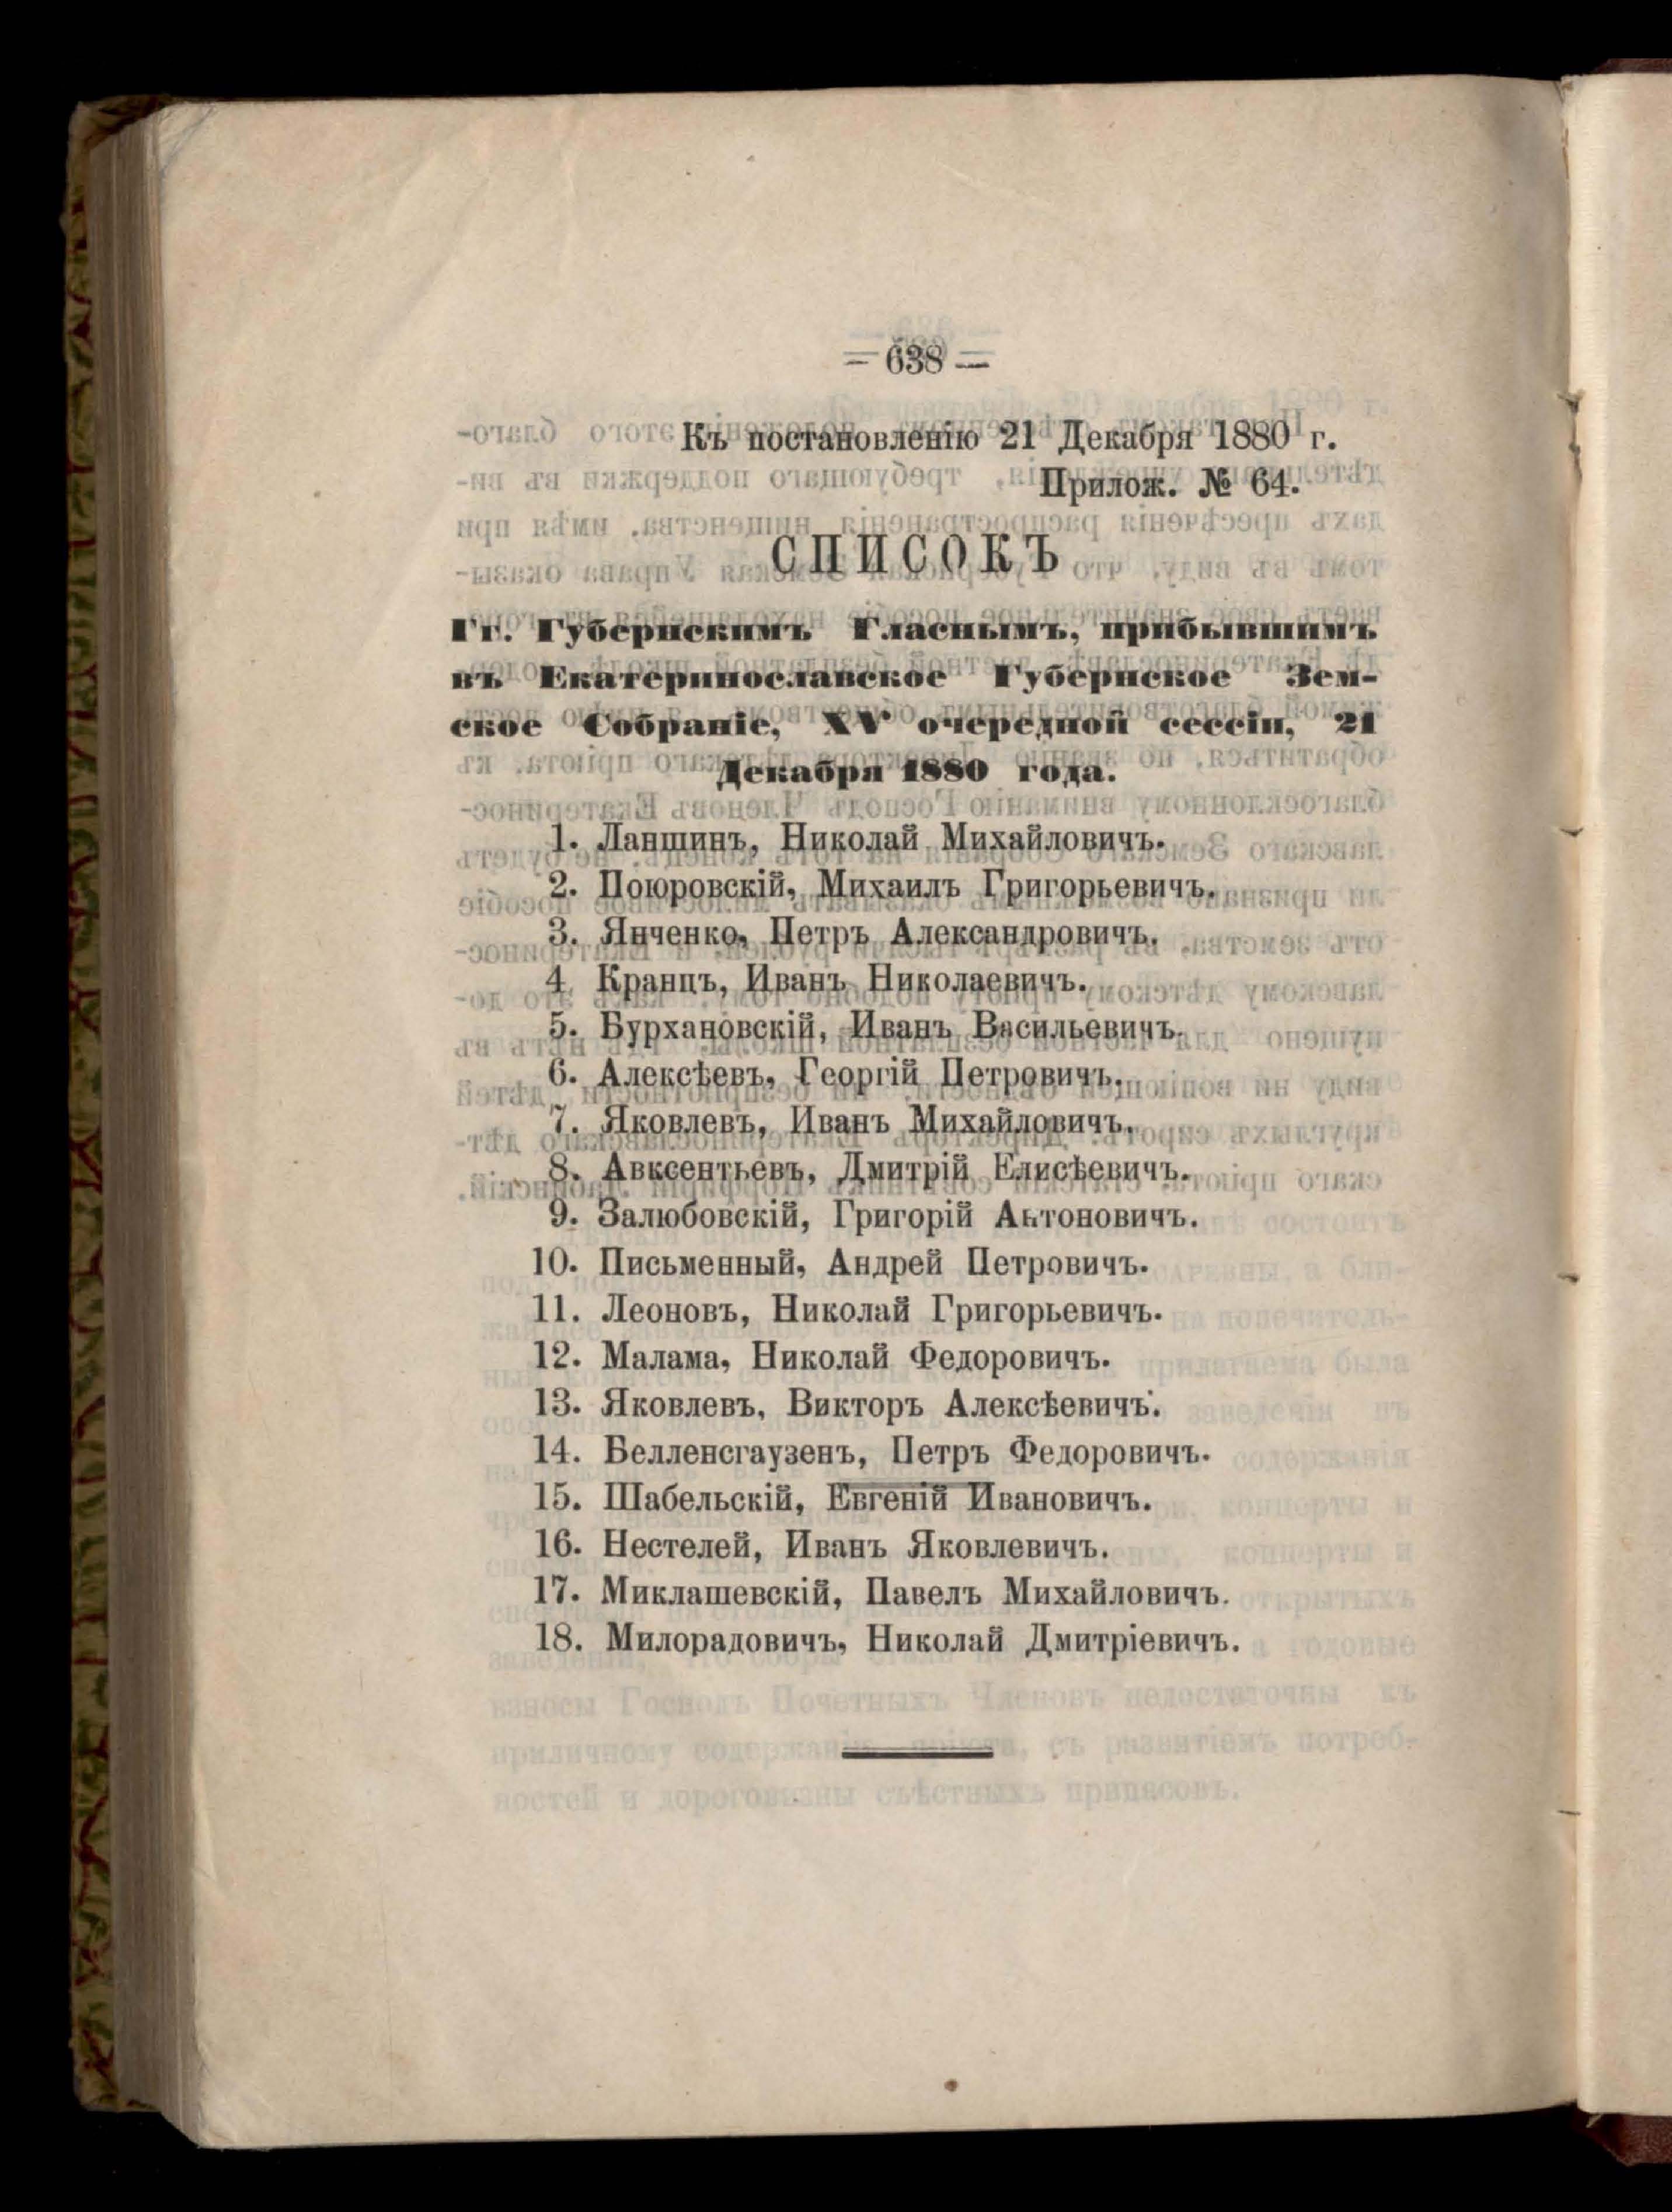 — 638 —
Къ постановленію 21 Декабря 1880 г.
Прилож. № 64.
СПИСОКЪ
Гг. Губернскимъ Гласнымъ, прибывшимъ
въ Екатеринославское Губернское Зем-
ское Собраніе, XV очередной сессіи, 21
Декабря 1880 года.
1. Ланшинъ, Николай Михайловичъ.
2. Поюровскій, Михаилъ Григорьевичъ.
3. Янченко, Петръ Александровичъ.
4 Кранцъ, Иванъ Николаевичъ.
5. Бурхановскій, Иванъ Васильевичъ.
6. Алексѣевъ, Георгій Петровичъ.
7. Яковлевъ, Иванъ Михайловичъ.
8. Авксентьевъ, Дмитрій Елисѣевичъ.
9. Залюбовскій, Григорій Антоновичъ.
10. Письменный, Андрей Петровичъ.
11. Леоновъ, Николай Григорьевичъ.
12. Малама, Николай Федоровичъ.
13. Яковлевъ, Викторъ Алексѣевичъ.
14. Белленсгаузенъ, Петръ Федоровичъ.
15. Шабельскій, Евгеній Ивановичъ.
16. Нестелей, Иванъ Яковлевичъ.
17. Миклашевскій, Павелъ Михайловичъ.
18. Милорадовичъ, Николай Дмитріевичъ.